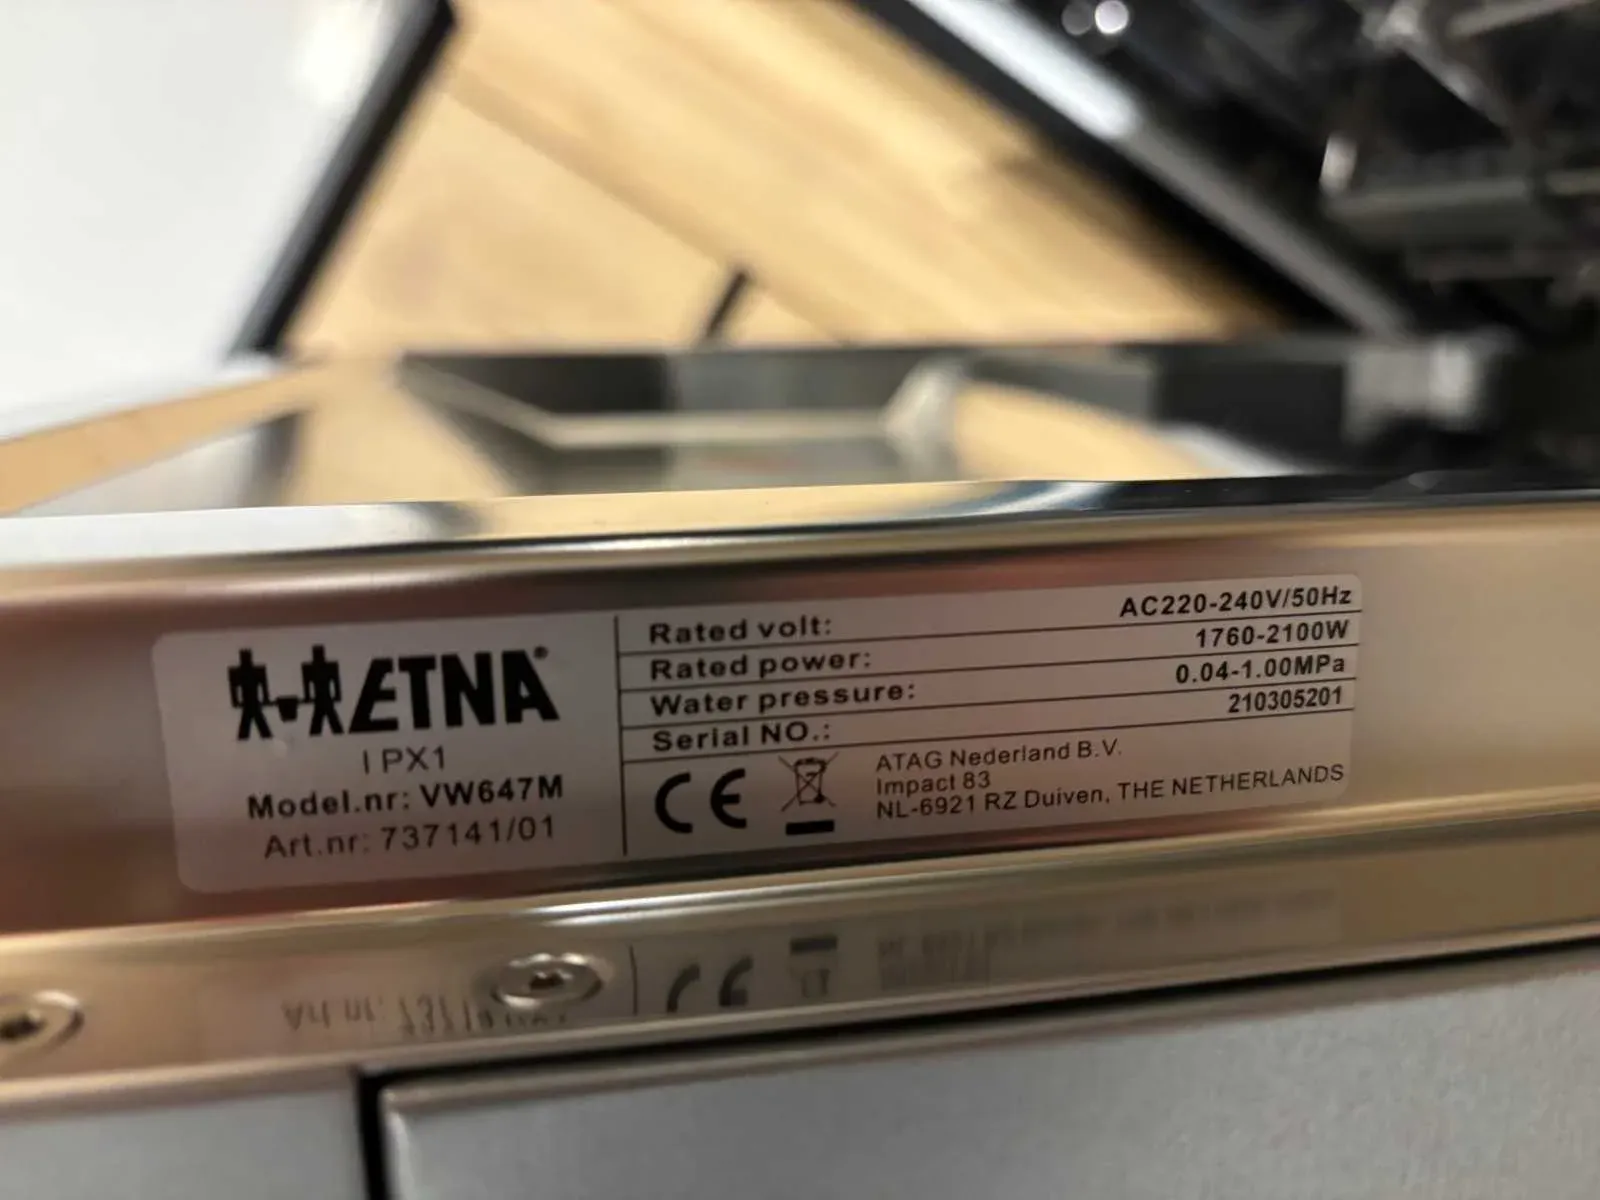 ETNA®
IPX1
Model.nr: VW647M
Art.nr: 737141/01
Rated volt: AC220-240V/50Hz
Rated power: 1760-2100W
Water pressure: 0.04-1.00MPa
Serial NO.: 210305201
CE
ATAG Nederland B.V.
Impact 83
NL-6921 RZ Duiven, THE NETHERLANDS